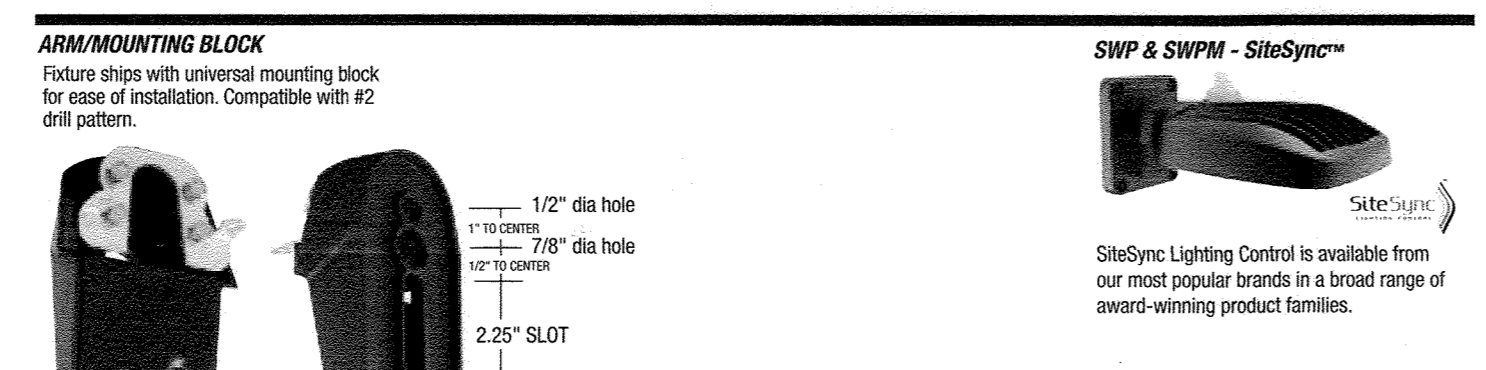 ARM/MOUNTING BLOCK
Fixture ships with universal mounting block
for ease of installation. Compatible with #2
drill pattern.
1/2" dia hole
1" TO CENTER
7/8" dia hole
1/2" TO CENTER
2.25" SLOT
SWP & SWPM - SiteSync™
SiteSync
LIGHTING CONTROL
SiteSync Lighting Control is available from
our most popular brands in a broad range of
award-winning product families.